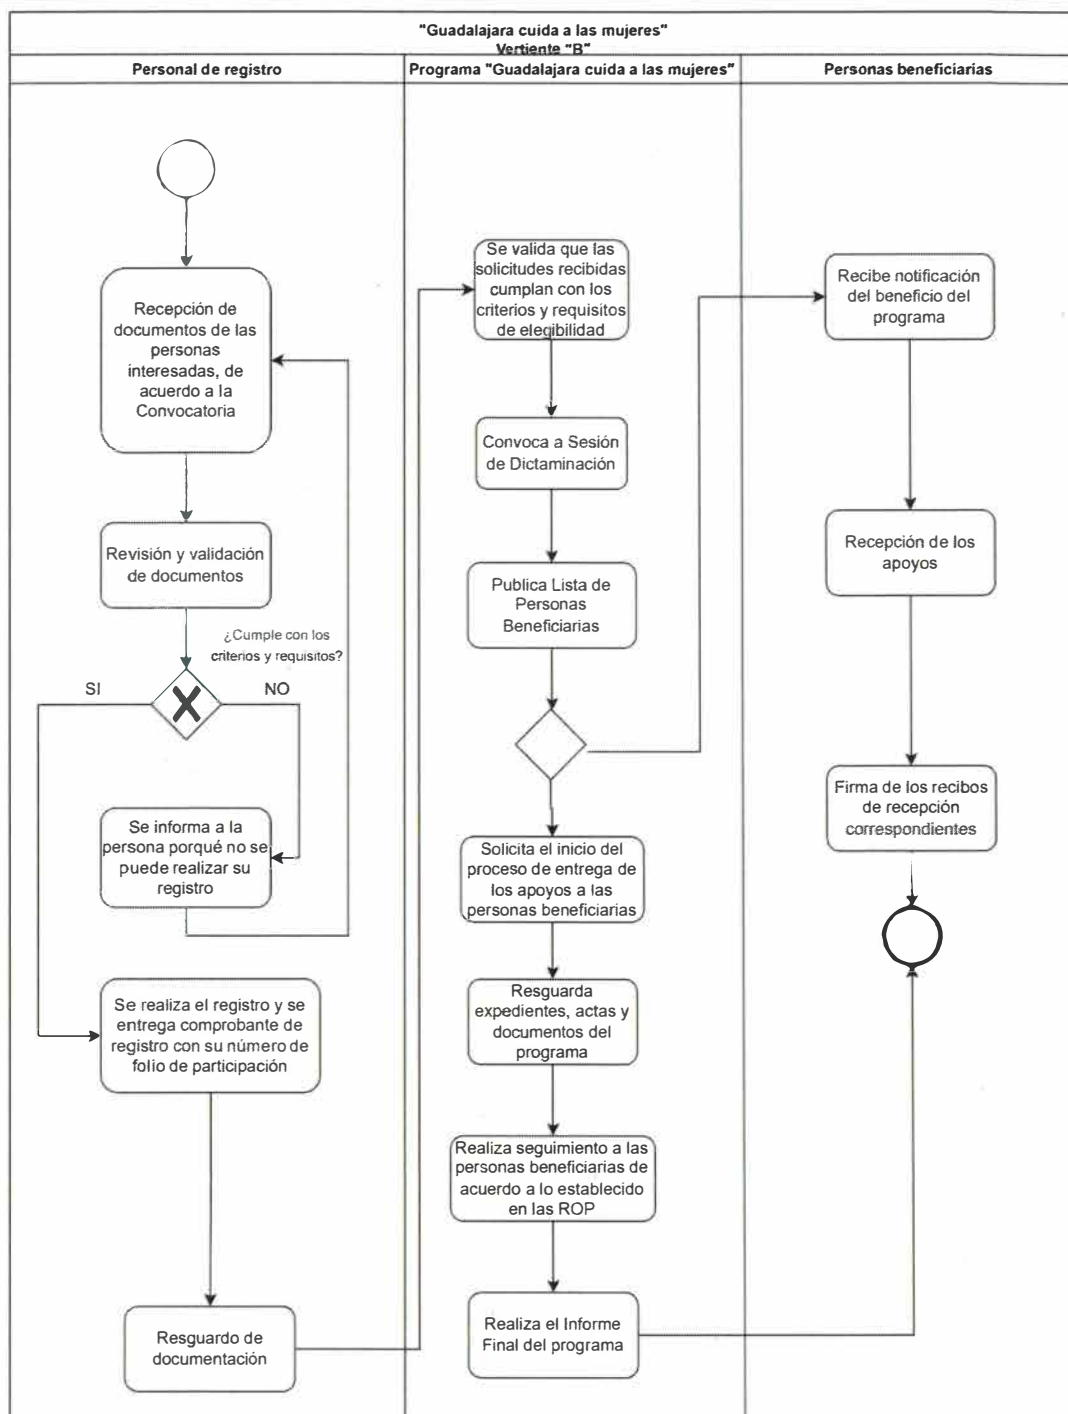 "Guadalajara cuida a las mujeres"
Vertiente "B"
Personal de registro
Programa "Guadalajara cuida a las mujeres"
Personas beneficiarias
Recepción de
documentos de las
personas
interesadas, de
acuerdo a la
Convocatoria
Revisión y validación
de documentos
¿Cumple con los
criterios y requisitos?
SI
NO
Se informa a la
persona porqué no se
puede realizar su
registro
Se realiza el registro y se
entrega comprobante de
registro con su número de
folio de participación
Resguardo de
documentación
Se valida que las
solicitudes recibidas
cumplan con los
criterios y requisitos
de elegibilidad
Convoca a Sesión
de Dictaminación
Publica Lista de
Personas
Beneficiarias
Solicita el inicio del
proceso de entrega de
los apoyos a las
personas beneficiarias
Resguarda
expedientes, actas y
documentos del
programa
Realiza seguimiento a las
personas beneficiarias de
acuerdo a lo establecido
en las ROP
Realiza el Informe
Final del programa
Recibe notificación
del beneficio del
programa
Recepción de los
apoyos
Firma de los recibos
de recepción
correspondientes